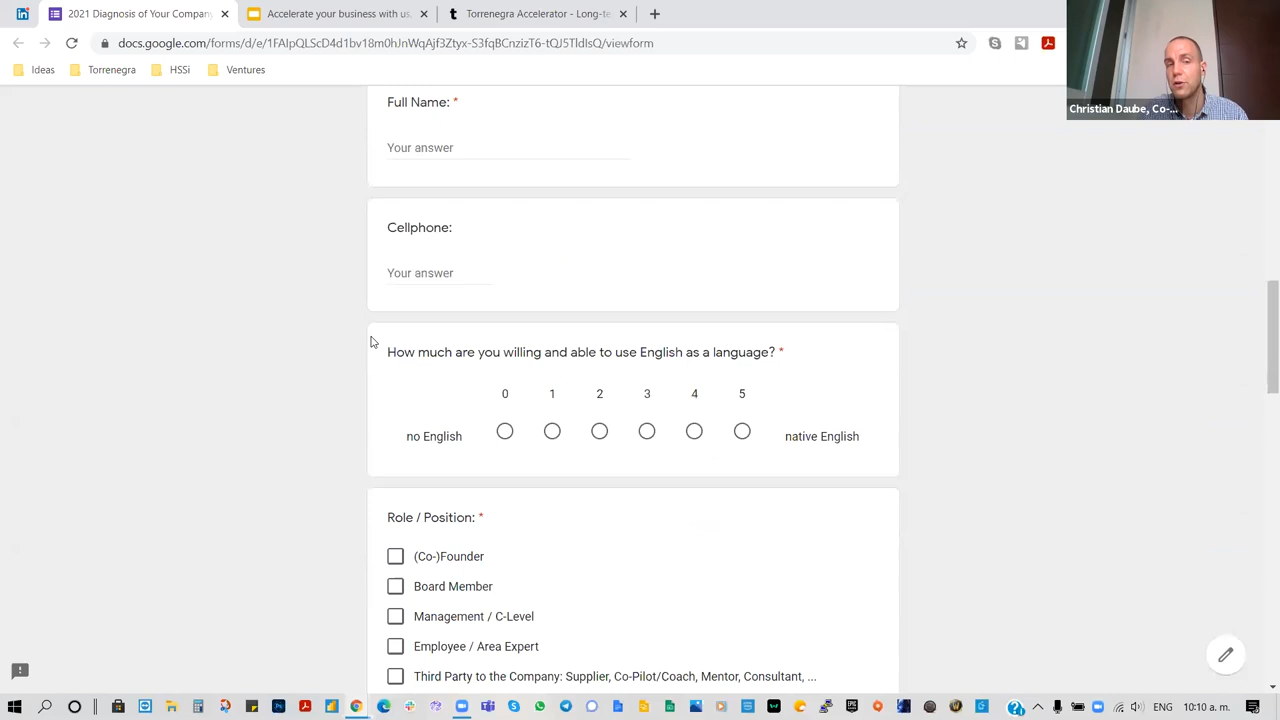 2021 Diagnosis of Your Company
Accelerate your business with us
Torrenegra Accelerator - Long-te
docs.google.com/forms/d/e/1FAIpQLScD4d1bv18m0hJnWqAjf3Ztyx-S3fqBCnzizT6-tQJ5TldIsQ/viewform
Ideas
Torrenegra
HSSi
Ventures
Christian Daube, Co-...
Full Name: *
Your answer
Cellphone:
Your answer
How much are you willing and able to use English as a language? *
0 1 2 3 4 5
no English
native English
Role / Position: *
(Co-)Founder
Board Member
Management / C-Level
Employee / Area Expert
Third Party to the Company: Supplier, Co-Pilot/Coach, Mentor, Consultant, ...
ENG
10:10 a. m.